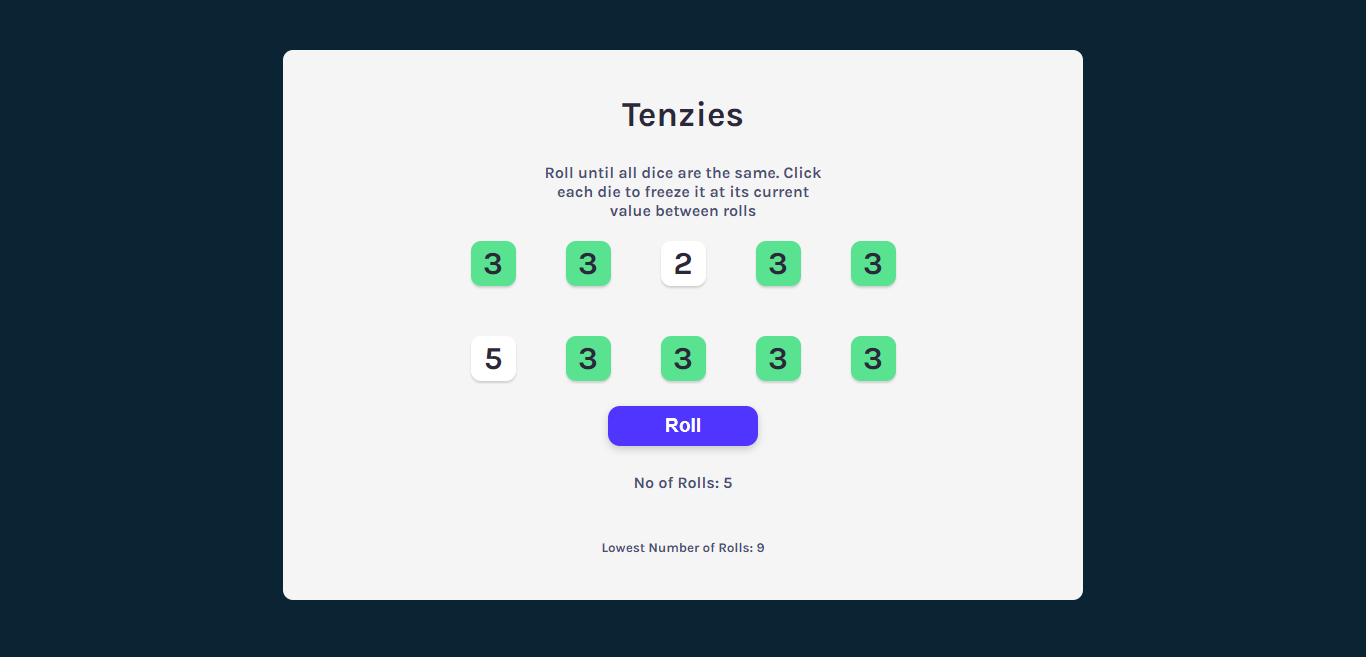 Tenzies
Roll until all dice are the same. Click
each die to freeze it at its current
value between rolls
3 3 2 3 3
5 3 3 3 3
Roll
No of Rolls: 5
Lowest Number of Rolls: 9